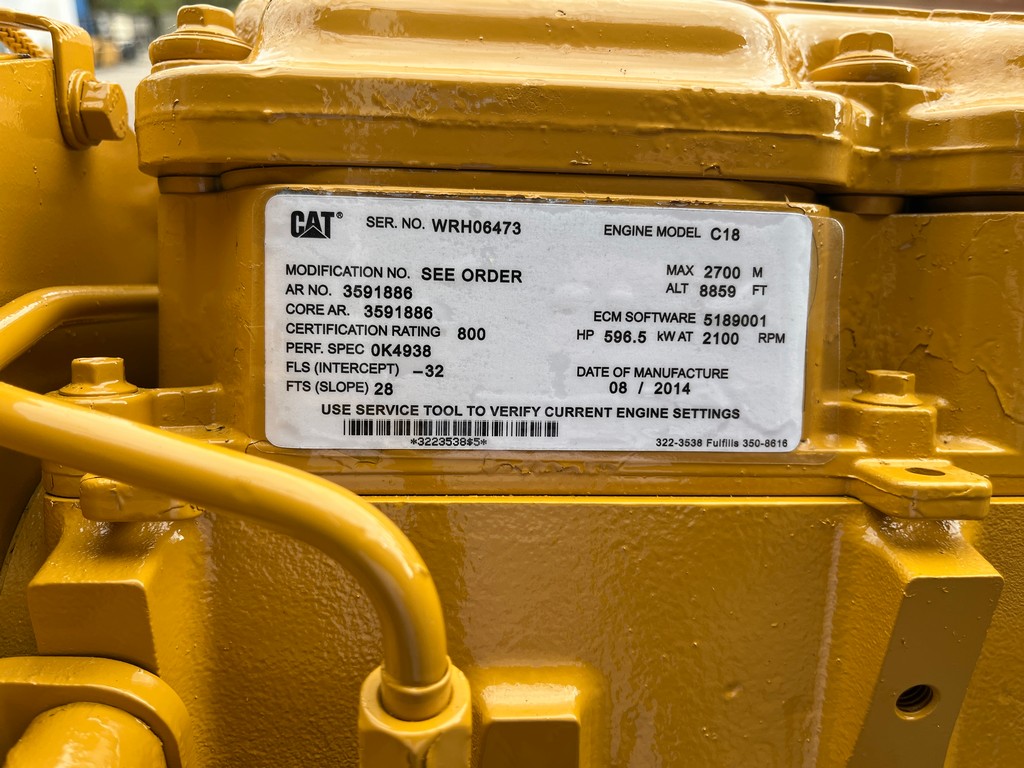 CAT® SER. NO. WRH06473 ENGINE MODEL C18
MODIFICATION NO. SEE ORDER MAX 2700 M
AR NO. 3591886 ALT 8859 FT
CORE AR. 3591886 ECM SOFTWARE 5189001
CERTIFICATION RATING 800 HP 596.5 kW AT 2100 RPM
PERF. SPEC 0K4938
FLS (INTERCEPT) -32 DATE OF MANUFACTURE
FTS (SLOPE) 28 08 / 2014
USE SERVICE TOOL TO VERIFY CURRENT ENGINE SETTINGS
*3223538$5* 322-3538 Fulfills 350-8616